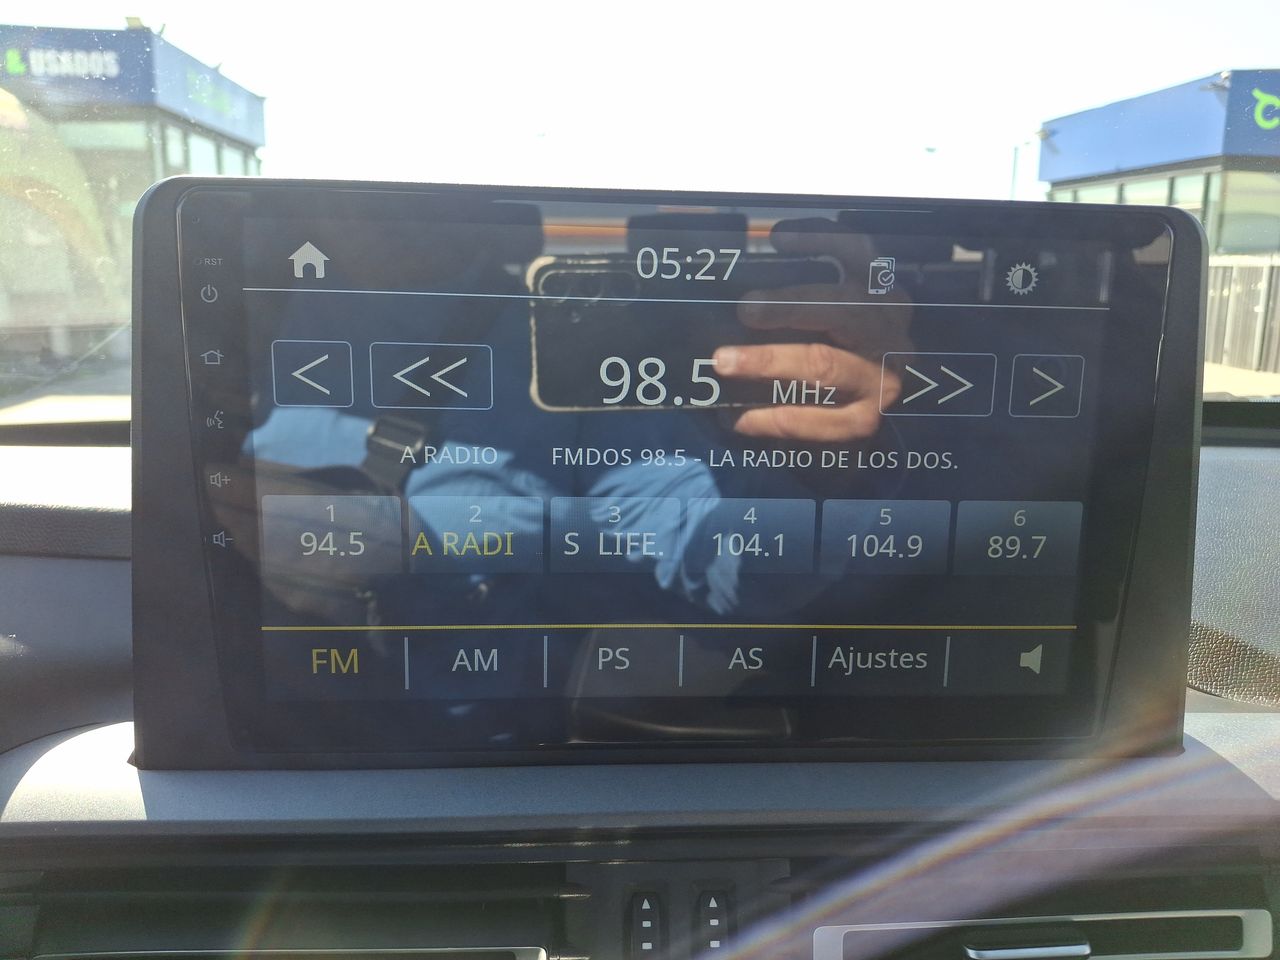 & USADOS
RST
05:27
< << 98.5 MHz >> >
A RADIO FMDOS 98.5 - LA RADIO DE LOS DOS.
1 2 3 4 5 6
94.5 A RADI S LIFE. 104.1 104.9 89.7
FM AM PS AS Ajustes